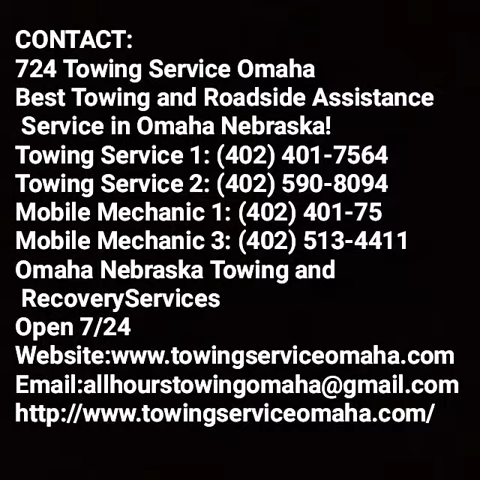 CONTACT:
724 Towing Service Omaha
Best Towing and Roadside Assistance
Service in Omaha Nebraska!
Towing Service 1: (402) 401-7564
Towing Service 2: (402) 590-8094
Mobile Mechanic 1: (402) 401-75
Mobile Mechanic 3: (402) 513-4411
Omaha Nebraska Towing and
RecoveryServices
Open 7/24
Website:www.towingserviceomaha.com
Email:allhourstowingomaha@gmail.com
http://www.towingserviceomaha.com/